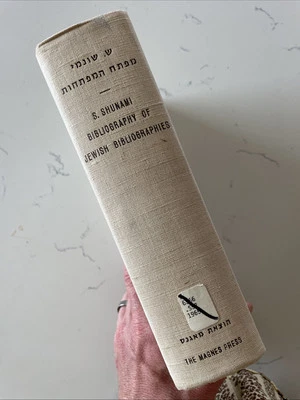 ש. שונמי
מפתח המפתחות
S. SHUNAMI
BIBLIOGRAPHY OF
JEWISH BIBLIOGRAPHIES
הוצאת מאגנס
THE MAGNES PRESS